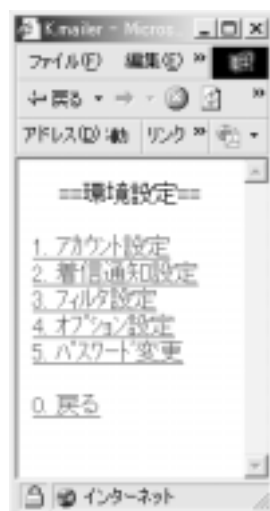 K.mailer - Micros...
ファイル(F) 編集(E) »
戻る »
アドレス(D) 移動 リンク »
==環境設定==
1. アカウント設定
2. 着信通知設定
3. フィルタ設定
4. オプション設定
5. パスワード変更
0. 戻る
インターネット